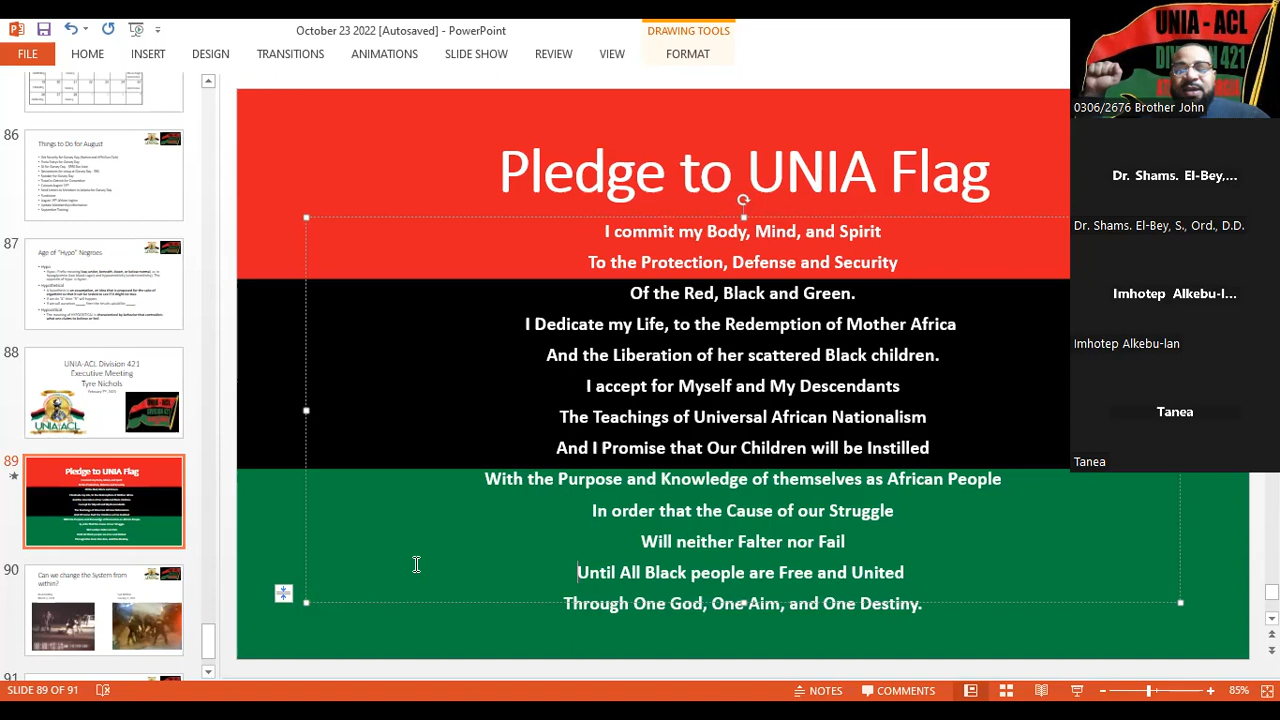 October 23 2022 [Autosaved] - PowerPoint
DRAWING TOOLS
FILE
HOME
INSERT
DESIGN
TRANSITIONS
ANIMATIONS
SLIDE SHOW
REVIEW
VIEW
FORMAT
UNIA - ACL
DIVISION 421
0306/2676 Brother John
Dr. Shams. El-Bey,...
Dr. Shams. El-Bey, S., Ord., D.D.
Imhotep Alkebu-l...
Imhotep Alkebu-lan
Tanea
Tanea
86
Things to Do for August
87
Age of "Hypo" Negroes
88
UNIA-ACL Division 421
Executive Meeting
Tyre Nichols
UNIA-ACL
89
Pledge to UNIA Flag
90
Can we change the System from
within?
91
Pledge to UNIA Flag
I commit my Body, Mind, and Spirit
To the Protection, Defense and Security
Of the Red, Black and Green.
I Dedicate my Life, to the Redemption of Mother Africa
And the Liberation of her scattered Black children.
I accept for Myself and My Descendants
The Teachings of Universal African Nationalism
And I Promise that Our Children will be Instilled
With the Purpose and Knowledge of themselves as African People
In order that the Cause of our Struggle
Will neither Falter nor Fail
Until All Black people are Free and United
Through One God, One Aim, and One Destiny.
SLIDE 89 OF 91
NOTES
COMMENTS
85%